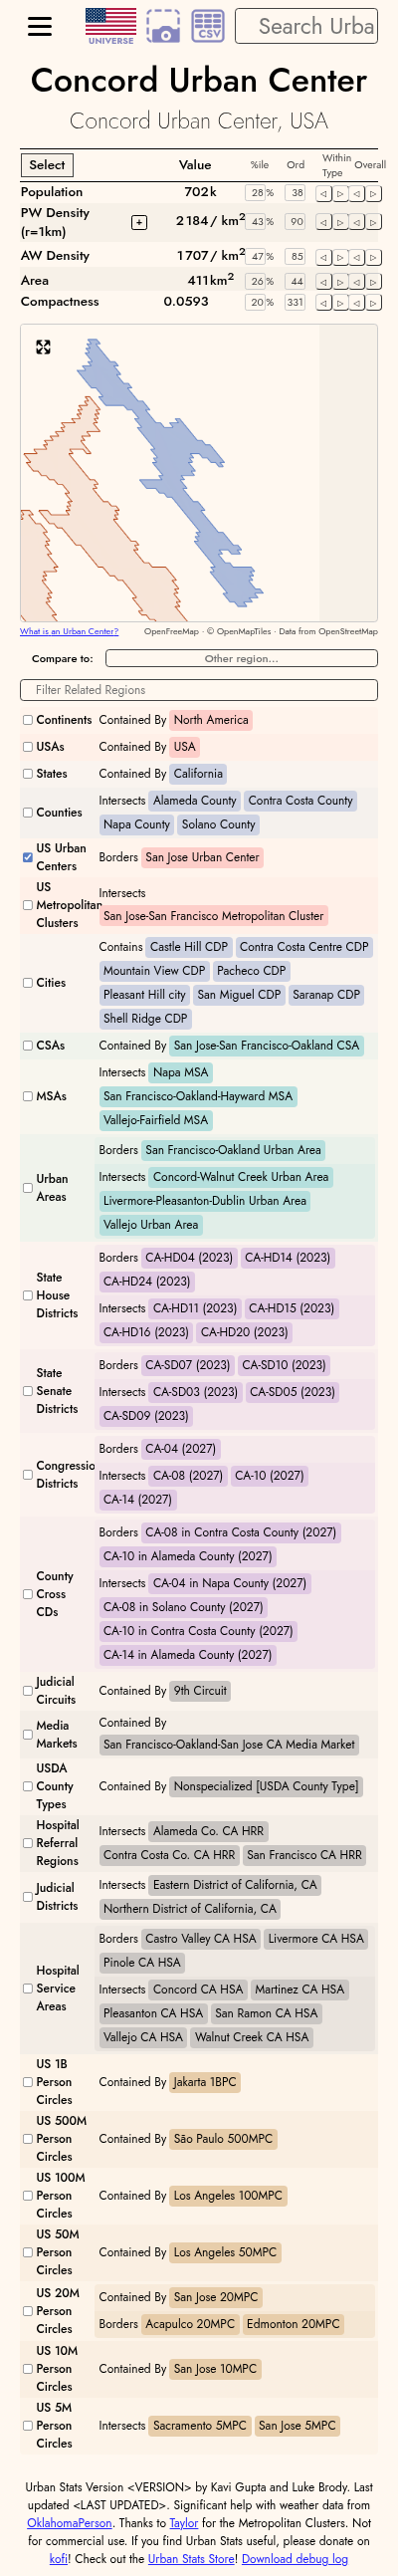 UNIVERSE
CSV
Search Urba
Concord Urban Center
Concord Urban Center, USA
Select Value %ile Ord Within Type Overall
Population 702k 28% 38
PW Density (r=1km) + 2 184 / km2 43% 90
AW Density 1 707 / km2 47% 85
Area 411 km2 26% 44
Compactness 0.0593 20% 331
What is an Urban Center? OpenFreeMap · © OpenMapTiles · Data from OpenStreetMap
Compare to: Other region...
Filter Related Regions
Continents Contained By North America
USAs Contained By USA
States Contained By California
Counties Intersects Alameda County Contra Costa County
Napa County Solano County
US Urban Centers Borders San Jose Urban Center
US Metropolitan Clusters Intersects
San Jose-San Francisco Metropolitan Cluster
Cities Contains Castle Hill CDP Contra Costa Centre CDP
Mountain View CDP Pacheco CDP
Pleasant Hill city San Miguel CDP Saranap CDP
Shell Ridge CDP
CSAs Contained By San Jose-San Francisco-Oakland CSA
MSAs Intersects Napa MSA
San Francisco-Oakland-Hayward MSA
Vallejo-Fairfield MSA
Urban Areas Borders San Francisco-Oakland Urban Area
Intersects Concord-Walnut Creek Urban Area
Livermore-Pleasanton-Dublin Urban Area
Vallejo Urban Area
State House Districts Borders CA-HD04 (2023) CA-HD14 (2023)
CA-HD24 (2023)
Intersects CA-HD11 (2023) CA-HD15 (2023)
CA-HD16 (2023) CA-HD20 (2023)
State Senate Districts Borders CA-SD07 (2023) CA-SD10 (2023)
Intersects CA-SD03 (2023) CA-SD05 (2023)
CA-SD09 (2023)
Congressio Districts Borders CA-04 (2027)
Intersects CA-08 (2027) CA-10 (2027)
CA-14 (2027)
County Cross CDs Borders CA-08 in Contra Costa County (2027)
CA-10 in Alameda County (2027)
Intersects CA-04 in Napa County (2027)
CA-08 in Solano County (2027)
CA-10 in Contra Costa County (2027)
CA-14 in Alameda County (2027)
Judicial Circuits Contained By 9th Circuit
Media Markets Contained By
San Francisco-Oakland-San Jose CA Media Market
USDA County Types Contained By Nonspecialized [USDA County Type]
Hospital Referral Regions Intersects Alameda Co. CA HRR
Contra Costa Co. CA HRR San Francisco CA HRR
Judicial Districts Intersects Eastern District of California, CA
Northern District of California, CA
Hospital Service Areas Borders Castro Valley CA HSA Livermore CA HSA
Pinole CA HSA
Intersects Concord CA HSA Martinez CA HSA
Pleasanton CA HSA San Ramon CA HSA
Vallejo CA HSA Walnut Creek CA HSA
US 1B Person Circles Contained By Jakarta 1BPC
US 500M Person Circles Contained By São Paulo 500MPC
US 100M Person Circles Contained By Los Angeles 100MPC
US 50M Person Circles Contained By Los Angeles 50MPC
US 20M Person Circles Contained By San Jose 20MPC
Borders Acapulco 20MPC Edmonton 20MPC
US 10M Person Circles Contained By San Jose 10MPC
US 5M Person Circles Intersects Sacramento 5MPC San Jose 5MPC
Urban Stats Version <VERSION> by Kavi Gupta and Luke Brody. Last
updated <LAST UPDATED>. Significant help with weather data from
OklahomaPerson. Thanks to Taylor for the Metropolitan Clusters. Not
for commercial use. If you find Urban Stats useful, please donate on
kofi! Check out the Urban Stats Store! Download debug log